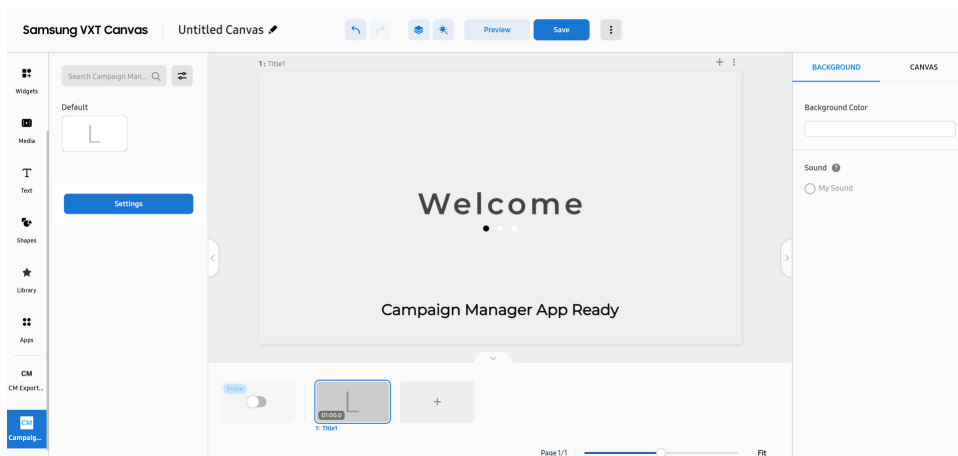 Samsung VXT Canvas
Untitled Canvas
Preview
Save
Widgets
Media
Text
Shapes
Library
Apps
CM
CM Export...
CM
Campaig...
Search Campaign Man...
Default
L
Settings
1: Title1
Welcome
Campaign Manager App Ready
Prime
L
01:00.0
1: Title1
Page 1/1
Fit
BACKGROUND
CANVAS
Background Color
Sound
My Sound